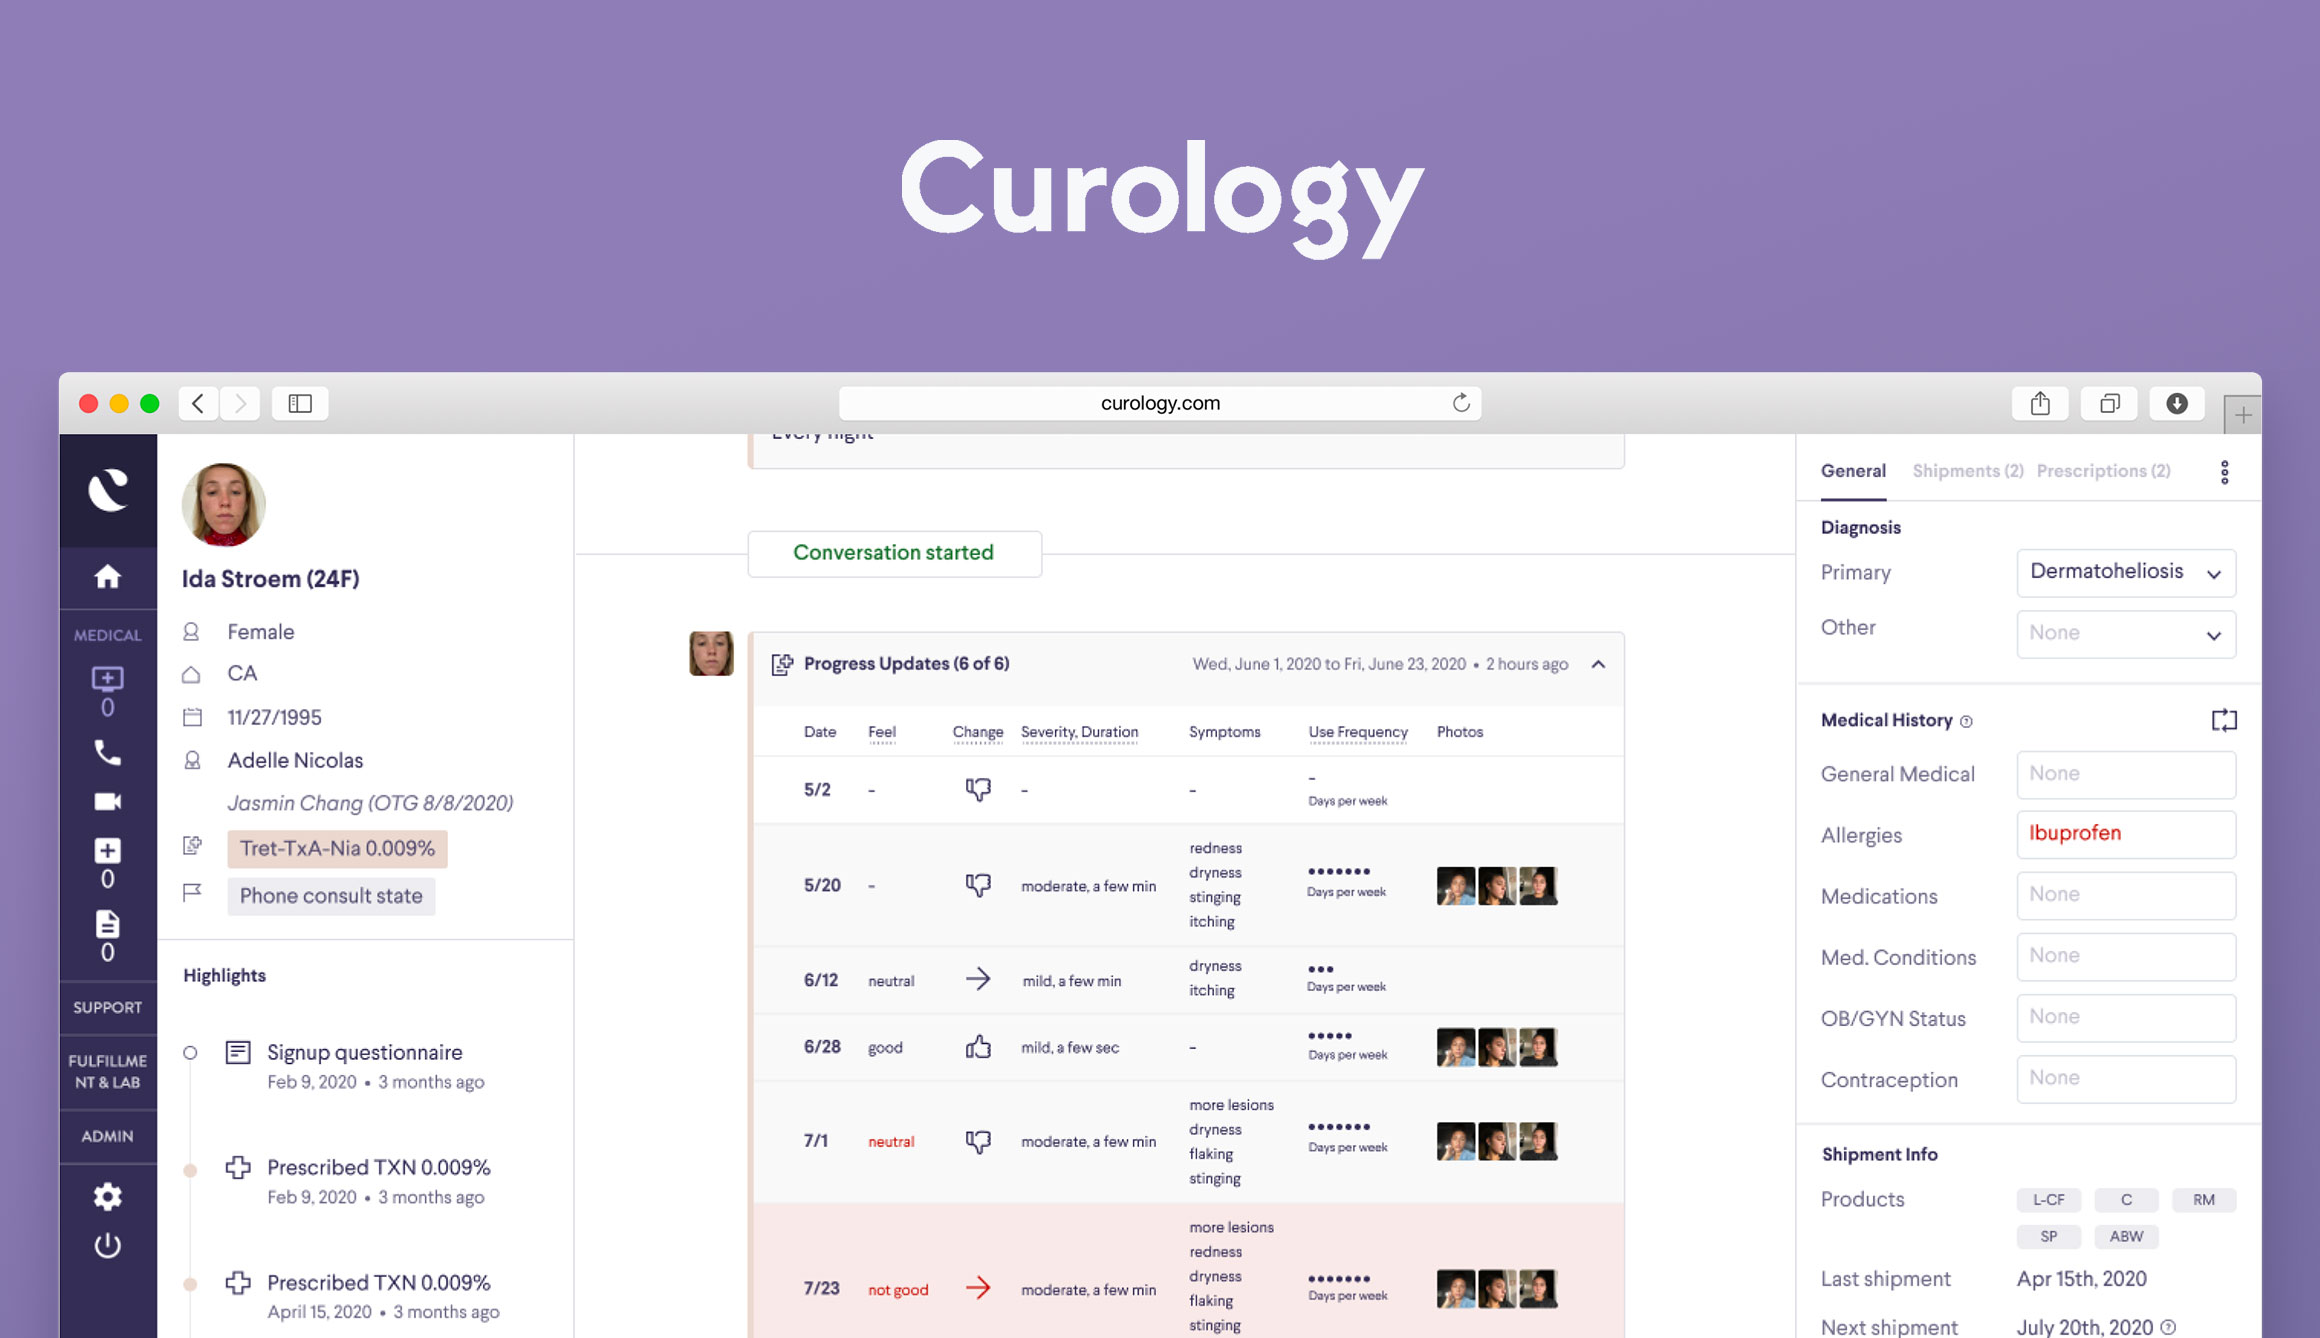 Curology
curology.com
MEDICAL
0
0
0
SUPPORT
FULFILLME
NT & LAB
ADMIN
Ida Stroem (24F)
Female
CA
11/27/1995
Adelle Nicolas
Jasmin Chang (OTG 8/8/2020)
Tret-TxA-Nia 0.009%
Phone consult state
Highlights
Signup questionnaire
Feb 9, 2020 • 3 months ago
Prescribed TXN 0.009%
Feb 9, 2020 • 3 months ago
Prescribed TXN 0.009%
April 15, 2020 • 3 months ago
Every night
Conversation started
Progress Updates (6 of 6) Wed, June 1, 2020 to Fri, June 23, 2020 • 2 hours ago
Date Feel Change Severity, Duration Symptoms Use Frequency Photos
5/2 - - - -
Days per week
5/20 - moderate, a few min
redness
dryness
stinging
itching
Days per week
6/12 neutral mild, a few min
dryness
itching
Days per week
6/28 good mild, a few sec -
Days per week
7/1 neutral moderate, a few min
more lesions
dryness
flaking
stinging
Days per week
7/23 not good moderate, a few min
more lesions
redness
dryness
flaking
stinging
Days per week
General Shipments (2) Prescriptions (2)
Diagnosis
Primary Dermatoheliosis
Other None
Medical History
General Medical None
Allergies Ibuprofen
Medications None
Med. Conditions None
OB/GYN Status None
Contraception None
Shipment Info
Products L-CF C RM
SP ABW
Last shipment Apr 15th, 2020
Next shipment July 20th, 2020